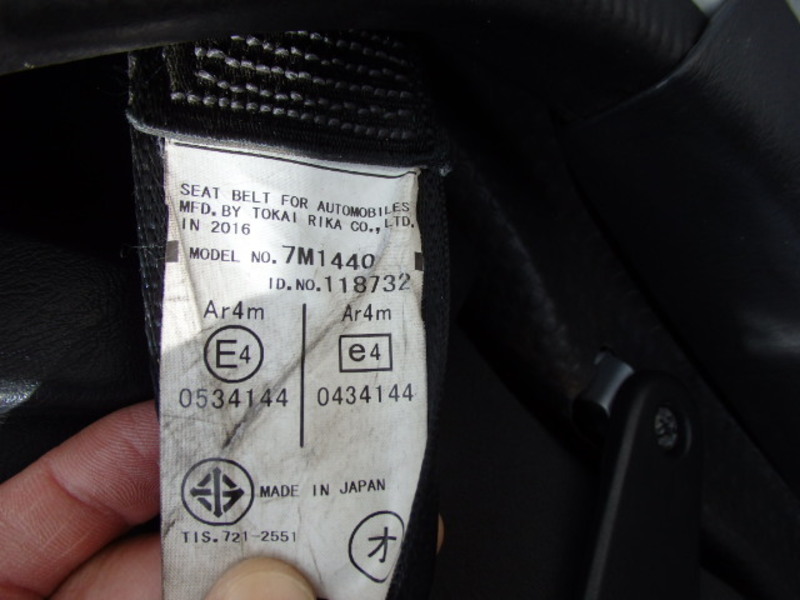 SEAT BELT FOR AUTOMOBILES
MFD. BY TOKAI RIKA CO., LTD.
IN 2016
MODEL NO. 7M1440
ID.NO. 118732
Ar4m Ar4m
E4 e4
0534144 0434144
MADE IN JAPAN
TIS. 721-2551
オ